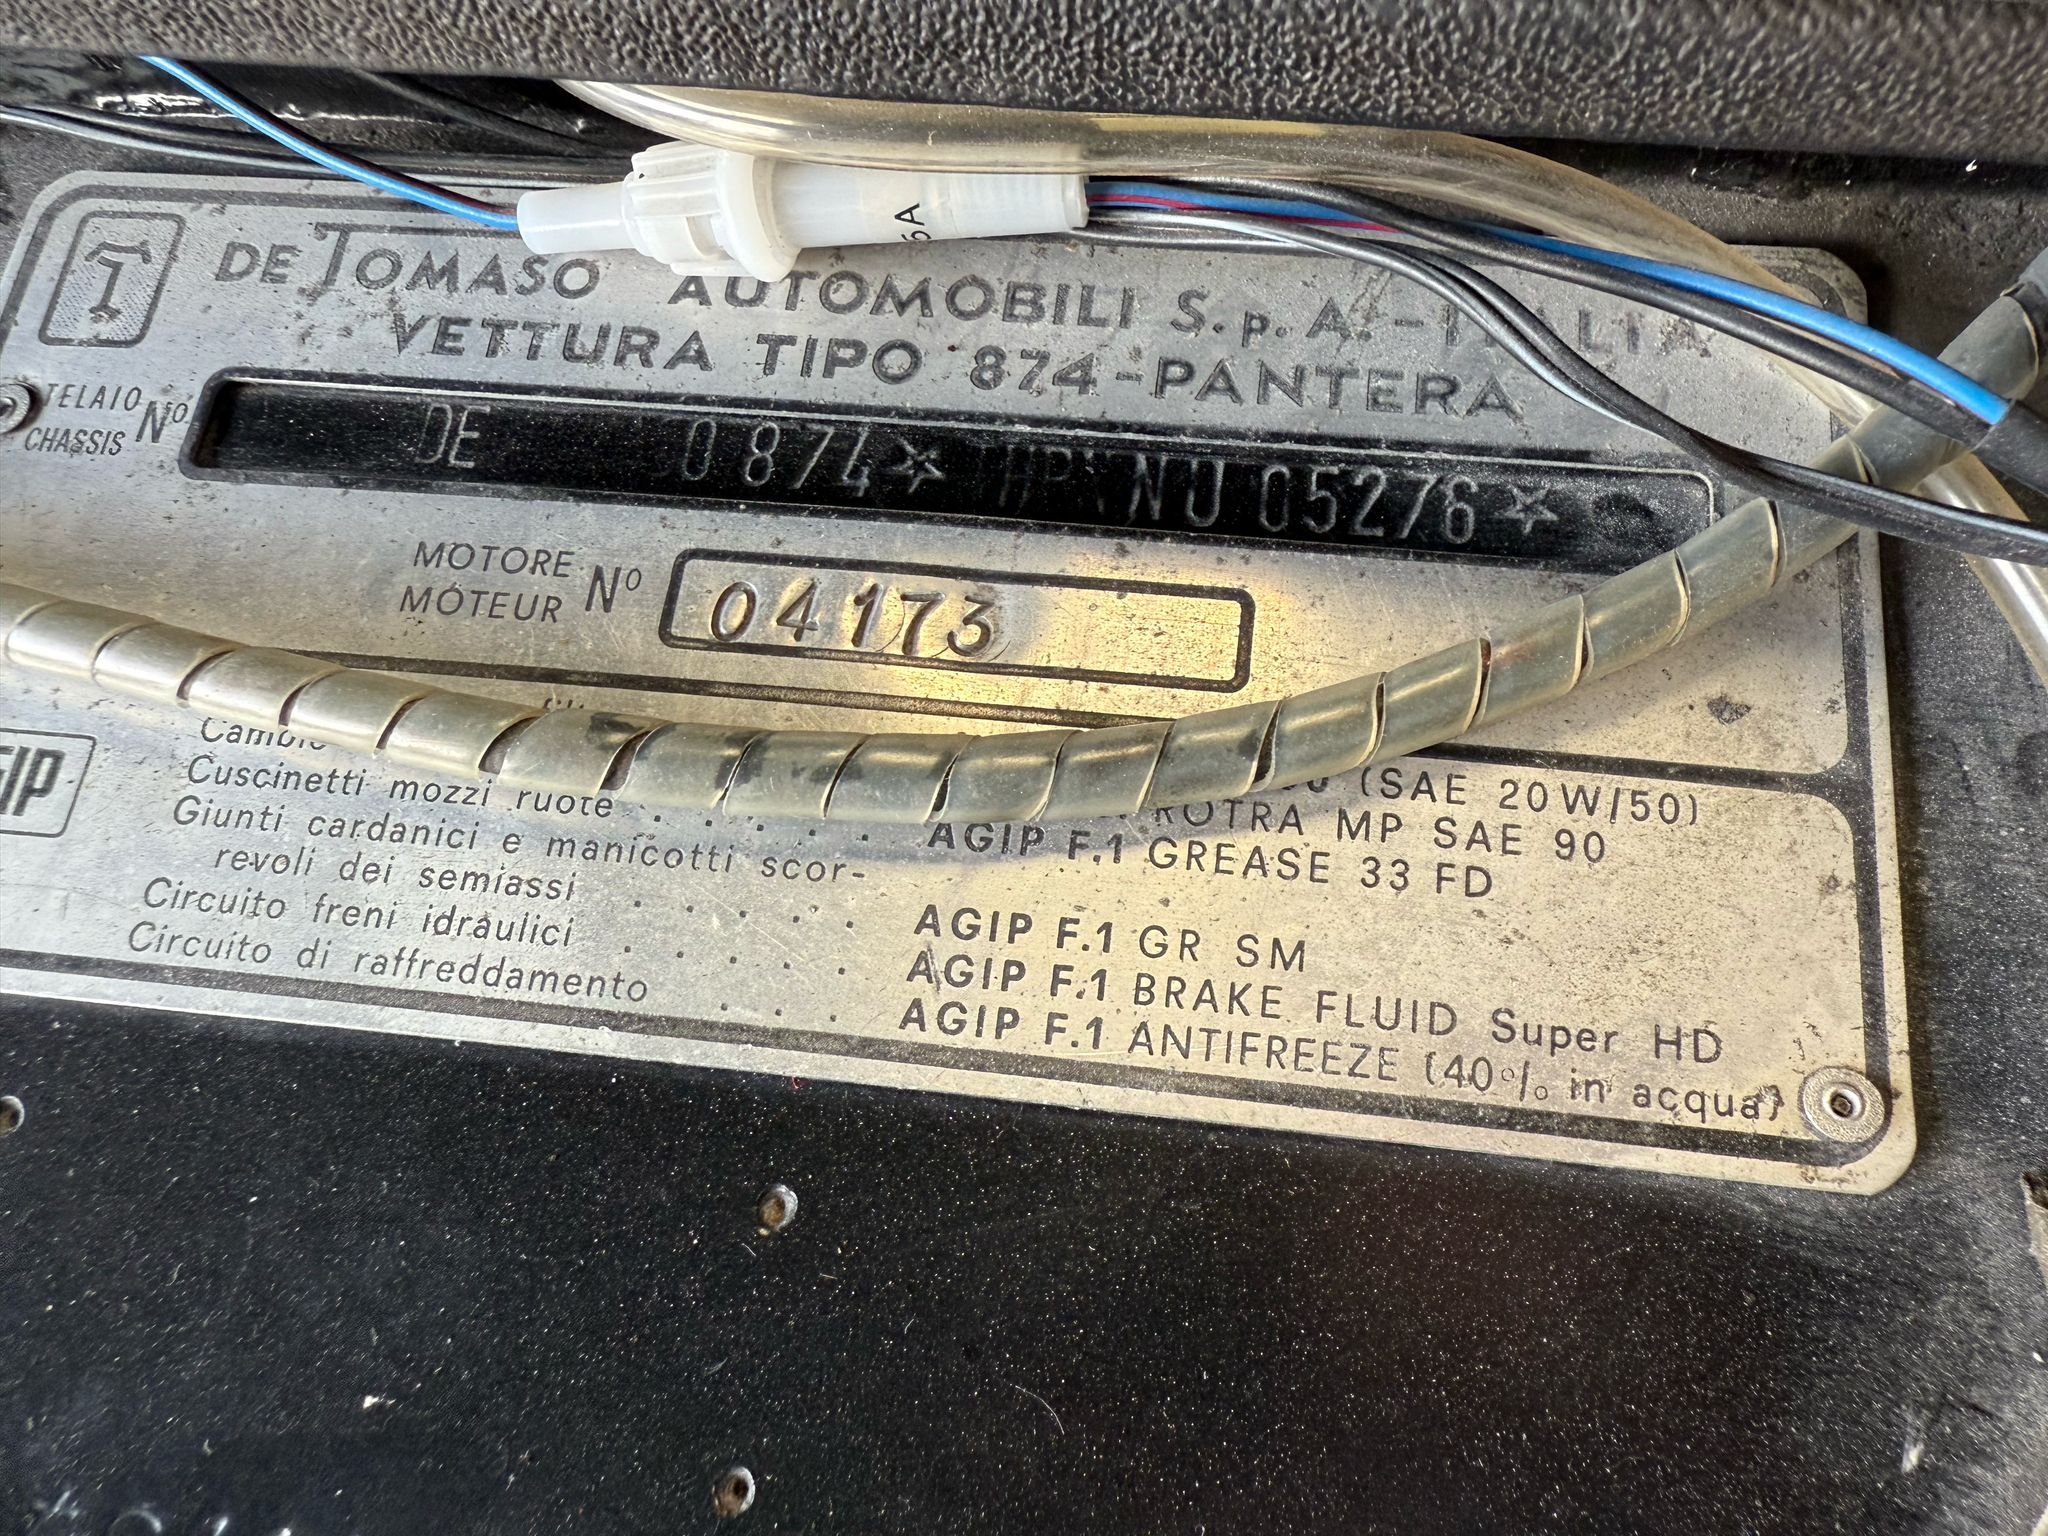 6A
DE TOMASO AUTOMOBILI S.p.A. - ITALIA
VETTURA TIPO 874-PANTERA
TELAIO
CHASSIS
No
DE 0874☆ NU 05276☆
MOTORE
MOTEUR
No
04173
Cambio
(SAE 20W/50)
ROTRA MP SAE 90
Cuscinetti mozzi ruote . . . . . AGIP F.1 GREASE 33 FD
Giunti cardanici e manicotti scor-
revoli dei semiassi . . . . . AGIP F.1 GR SM
Circuito freni idraulici . . . . . AGIP F.1 BRAKE FLUID Super HD
Circuito di raffreddamento . . . AGIP F.1 ANTIFREEZE (40% in acqua)